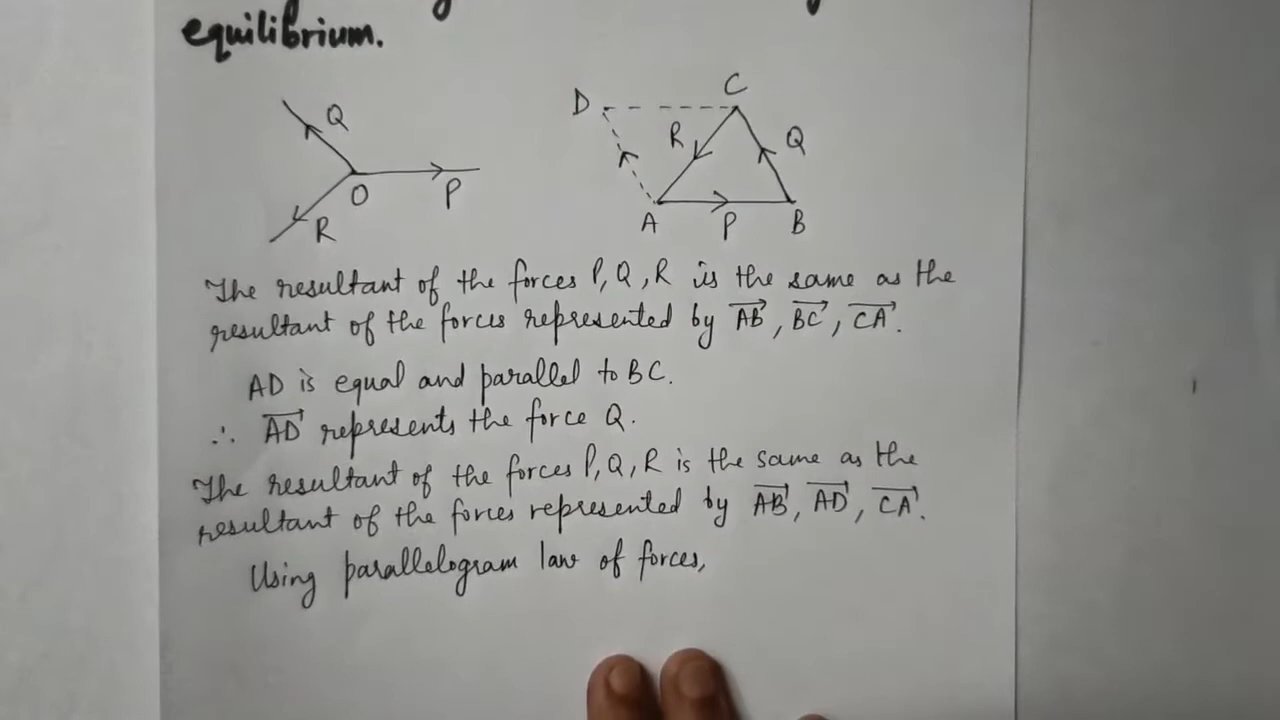 equilibrium.
Q
O
P
R
D
C
R
Q
A
P
B
The resultant of the forces P, Q, R is the same as the
resultant of the forces represented by AB→, BC→, CA→.
AD is equal and parallel to BC.
∴ AD→ represents the force Q.
The resultant of the forces P, Q, R is the same as the
resultant of the forces represented by AB→, AD→, CA→.
Using parallelogram law of forces,